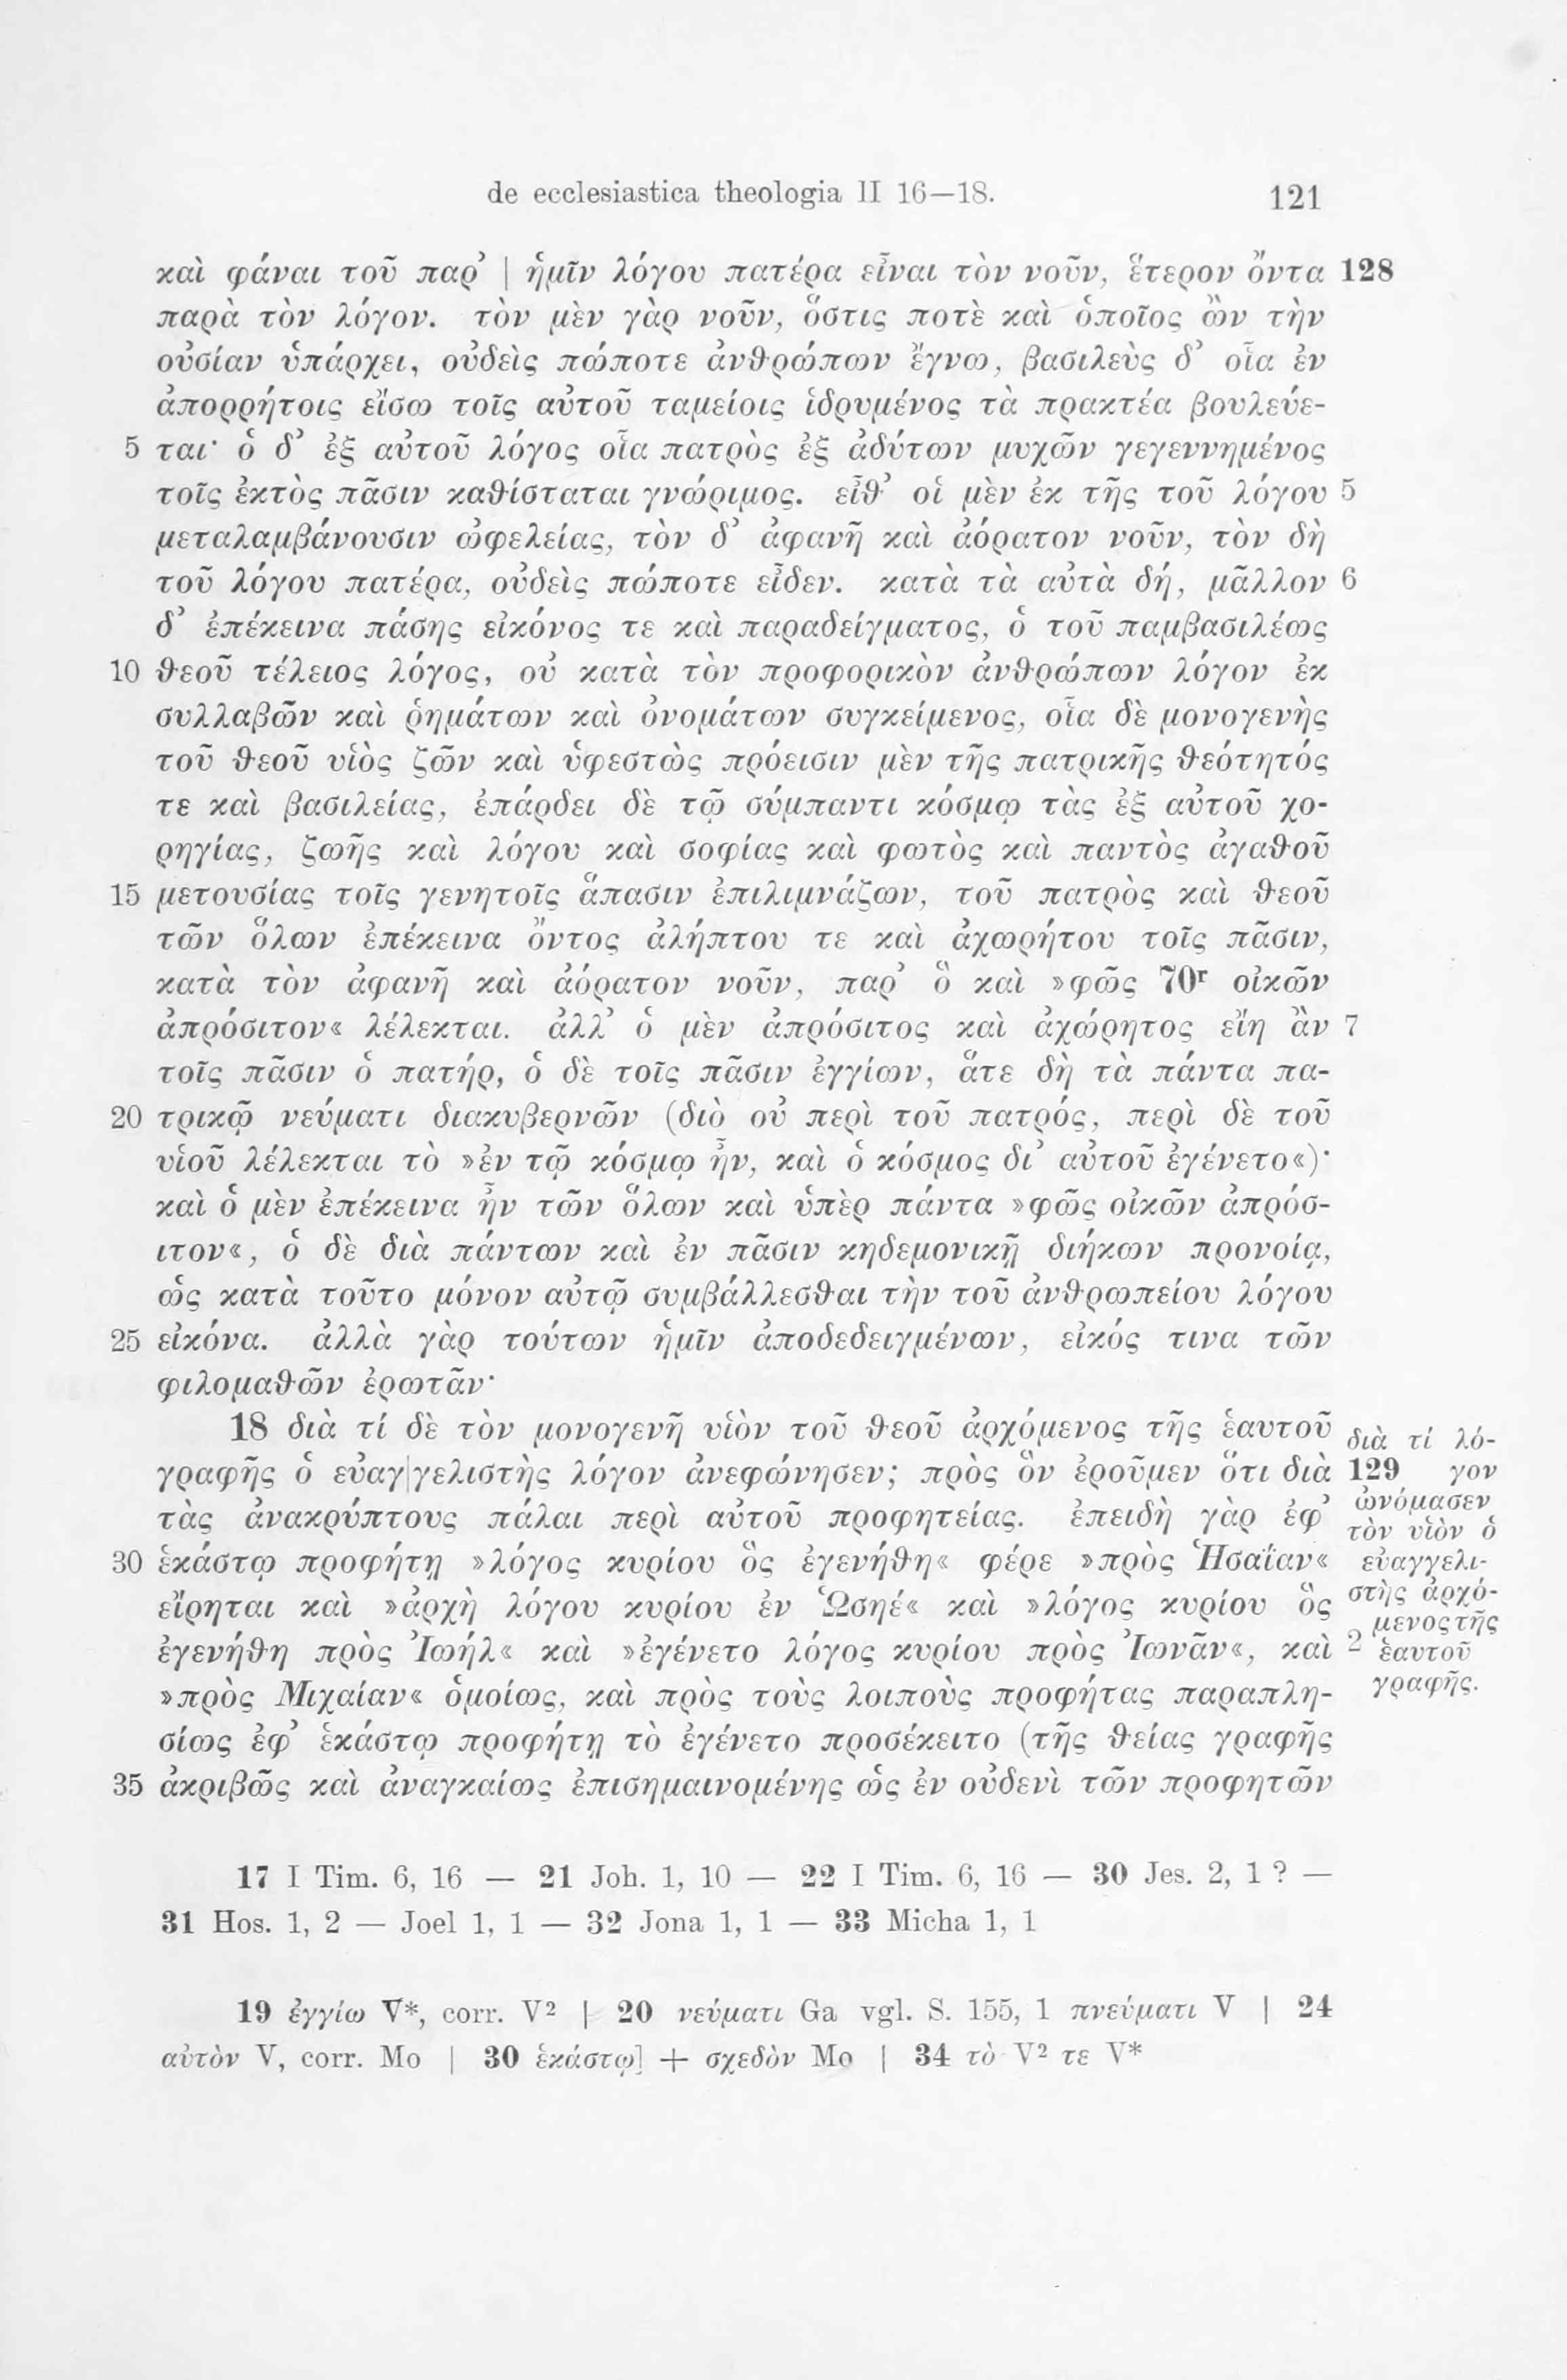 de ecclesiastica theologia II 16—18. 121
καὶ φάναι τοῦ παρ’ | ἡμῖν λόγου πατέρα εἶναι τὸν νοῦν, ἕτερον ὄντα 128
παρὰ τὸν λόγον. τὸν μὲν γὰρ νοῦν, ὅστις ποτὲ καὶ ὁποῖος ὢν τὴν
οὐσίαν ὑπάρχει, οὐδεὶς πώποτε ἀνθρώπων ἔγνω, βασιλεὺς δ’ οἷα ἐν
ἀπορρήτοις εἴσω τοῖς αὐτοῦ ταμείοις ἱδρυμένος τὰ πρακτέα βουλεύε-
5 ται· ὁ δ’ ἐξ αὐτοῦ λόγος οἷα πατρὸς ἐξ ἀδύτων μυχῶν γεγεννημένος
τοῖς ἐκτὸς πᾶσιν καθίσταται γνώριμος. εἶθ’ οἱ μὲν ἐκ τῆς τοῦ λόγου 5
μεταλαμβάνουσιν ὠφελείας, τὸν δ’ ἀφανῆ καὶ ἀόρατον νοῦν, τὸν δὴ
τοῦ λόγου πατέρα, οὐδεὶς πώποτε εἶδεν. κατὰ τὰ αὐτὰ δή, μᾶλλον 6
δ’ ἐπέκεινα πάσης εἰκόνος τε καὶ παραδείγματος, ὁ τοῦ παμβασιλέως
10 θεοῦ τέλειος λόγος, οὐ κατὰ τὸν προφορικὸν ἀνθρώπων λόγον ἐκ
συλλαβῶν καὶ ῥημάτων καὶ ὀνομάτων συγκείμενος, οἷα δὲ μονογενὴς
τοῦ θεοῦ υἱὸς ζῶν καὶ ὑφεστὼς πρόεισιν μὲν τῆς πατρικῆς θεότητός
τε καὶ βασιλείας, ἐπάρδει δὲ τῷ σύμπαντι κόσμῳ τὰς ἐξ αὐτοῦ χο-
ρηγίας, ζωῆς καὶ λόγου καὶ σοφίας καὶ φωτὸς καὶ παντὸς ἀγαθοῦ
15 μετουσίας τοῖς γενητοῖς ἅπασιν ἐπιλιμνάζων, τοῦ πατρὸς καὶ θεοῦ
τῶν ὅλων ἐπέκεινα ὄντος ἀλήπτου τε καὶ ἀχωρήτου τοῖς πᾶσιν,
κατὰ τὸν ἀφανῆ καὶ ἀόρατον νοῦν, παρ’ ὃ καὶ »φῶς 70r οἰκῶν
ἀπρόσιτον« λέλεκται. ἀλλ’ ὁ μὲν ἀπρόσιτος καὶ ἀχώρητος εἴη ἂν 7
τοῖς πᾶσιν ὁ πατήρ, ὁ δὲ τοῖς πᾶσιν ἐγγίων, ἅτε δὴ τὰ πάντα πα-
20 τρικῷ νεύματι διακυβερνῶν (διὸ οὐ περὶ τοῦ πατρός, περὶ δὲ τοῦ
υἱοῦ λέλεκται τὸ »ἐν τῷ κόσμῳ ἦν, καὶ ὁ κόσμος δι’ αὐτοῦ ἐγένετο«)·
καὶ ὁ μὲν ἐπέκεινα ἦν τῶν ὅλων καὶ ὑπὲρ πάντα »φῶς οἰκῶν ἀπρόσ-
ιτον«, ὁ δὲ διὰ πάντων καὶ ἐν πᾶσιν κηδεμονικῇ διήκων προνοίᾳ,
ὡς κατὰ τοῦτο μόνον αὐτῷ συμβάλλεσθαι τὴν τοῦ ἀνθρωπείου λόγου
25 εἰκόνα. ἀλλὰ γὰρ τούτων ἡμῖν ἀποδεδειγμένων, εἰκός τινα τῶν
φιλομαθῶν ἐρωτᾶν·
18 διὰ τί δὲ τὸν μονογενῆ υἱὸν τοῦ θεοῦ ἀρχόμενος τῆς ἑαυτοῦ
γραφῆς ὁ εὐαγ|γελιστὴς λόγον ἀνεφώνησεν; πρὸς ὃν ἐροῦμεν ὅτι διὰ 129
τὰς ἀνακρύπτους πάλαι περὶ αὐτοῦ προφητείας. ἐπειδὴ γὰρ ἐφ’
30 ἑκάστῳ προφήτῃ »λόγος κυρίου ὃς ἐγενήθη« φέρε »πρὸς Ἡσαΐαν«
εἴρηται καὶ »ἀρχὴ λόγου κυρίου ἐν Ὡσηέ« καὶ »λόγος κυρίου ὃς
ἐγενήθη πρὸς Ἰωήλ« καὶ »ἐγένετο λόγος κυρίου πρὸς Ἰωνᾶν«, καὶ 2
»πρὸς Μιχαίαν« ὁμοίως, καὶ πρὸς τοὺς λοιποὺς προφήτας παραπλη-
σίως ἐφ’ ἑκάστῳ προφήτῃ τὸ ἐγένετο προσέκειτο (τῆς θείας γραφῆς
35 ἀκριβῶς καὶ ἀναγκαίως ἐπισημαινομένης ὡς ἐν οὐδενὶ τῶν προφητῶν
διὰ τί λό-
γον
ὠνόμασεν
τὸν υἱὸν ὁ
εὐαγγελι-
στὴς ἀρχό-
μενος τῆς
ἑαυτοῦ
γραφῆς.
17 I Tim. 6, 16 — 21 Joh. 1, 10 — 22 I Tim. 6, 16 — 30 Jes. 2, 1 ? —
31 Hos. 1, 2 — Joel 1, 1 — 32 Jona 1, 1 — 33 Micha 1, 1
19 ἐγγίω V*, corr. V2 | 20 νεύματι Ga vgl. S. 155, 1 πνεύματι V | 24
αὐτὸν V, corr. Mo | 30 ἑκάστῳ] + σχεδὸν Mo | 34 τὸ V2 τε V*